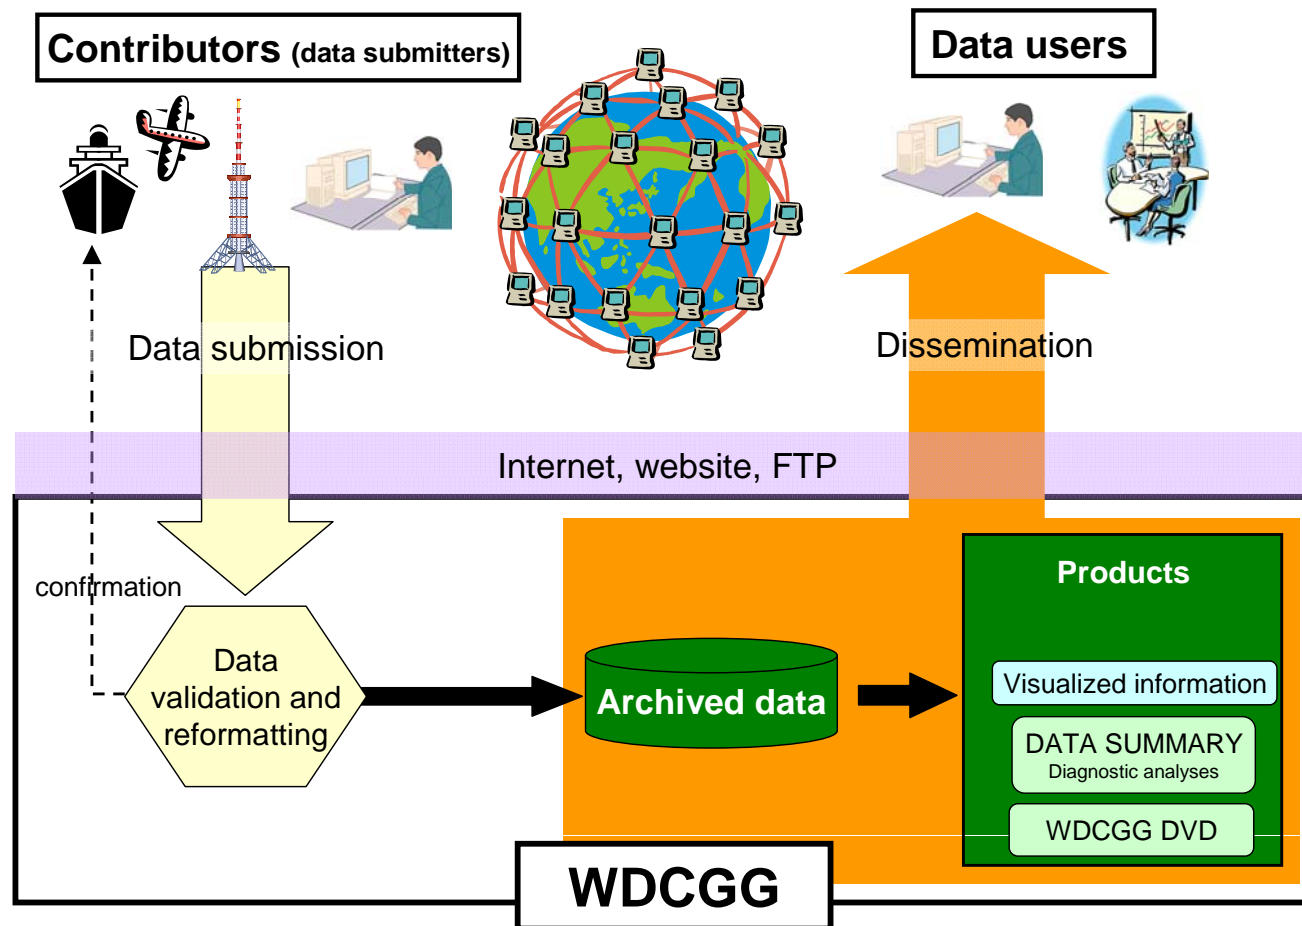 Contributors (data submitters)
Data users
Data submission
Dissemination
Internet, website, FTP
confirmation
Data
validation and
reformatting
Archived data
Products
Visualized information
DATA SUMMARY
Diagnostic analyses
WDCGG DVD
WDCGG